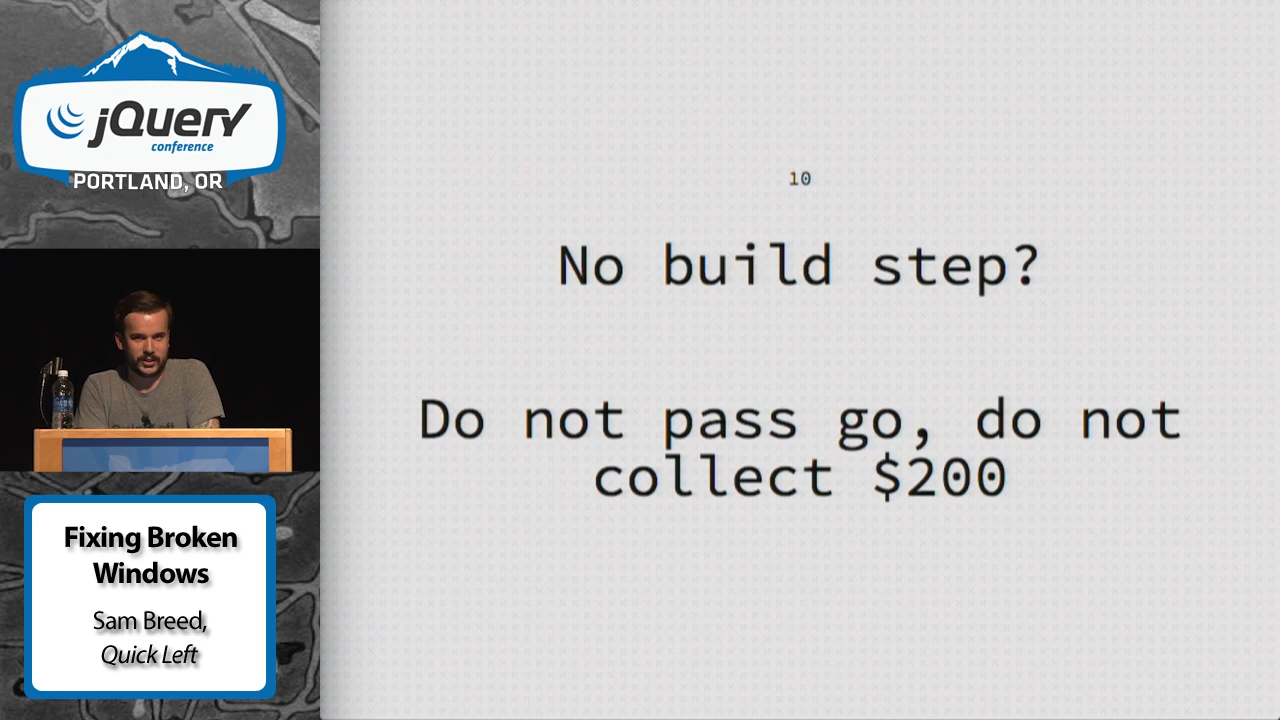 jQuery
conference
PORTLAND, OR
10
No build step?
Do not pass go, do not
collect $200
Fixing Broken
Windows
Sam Breed,
Quick Left